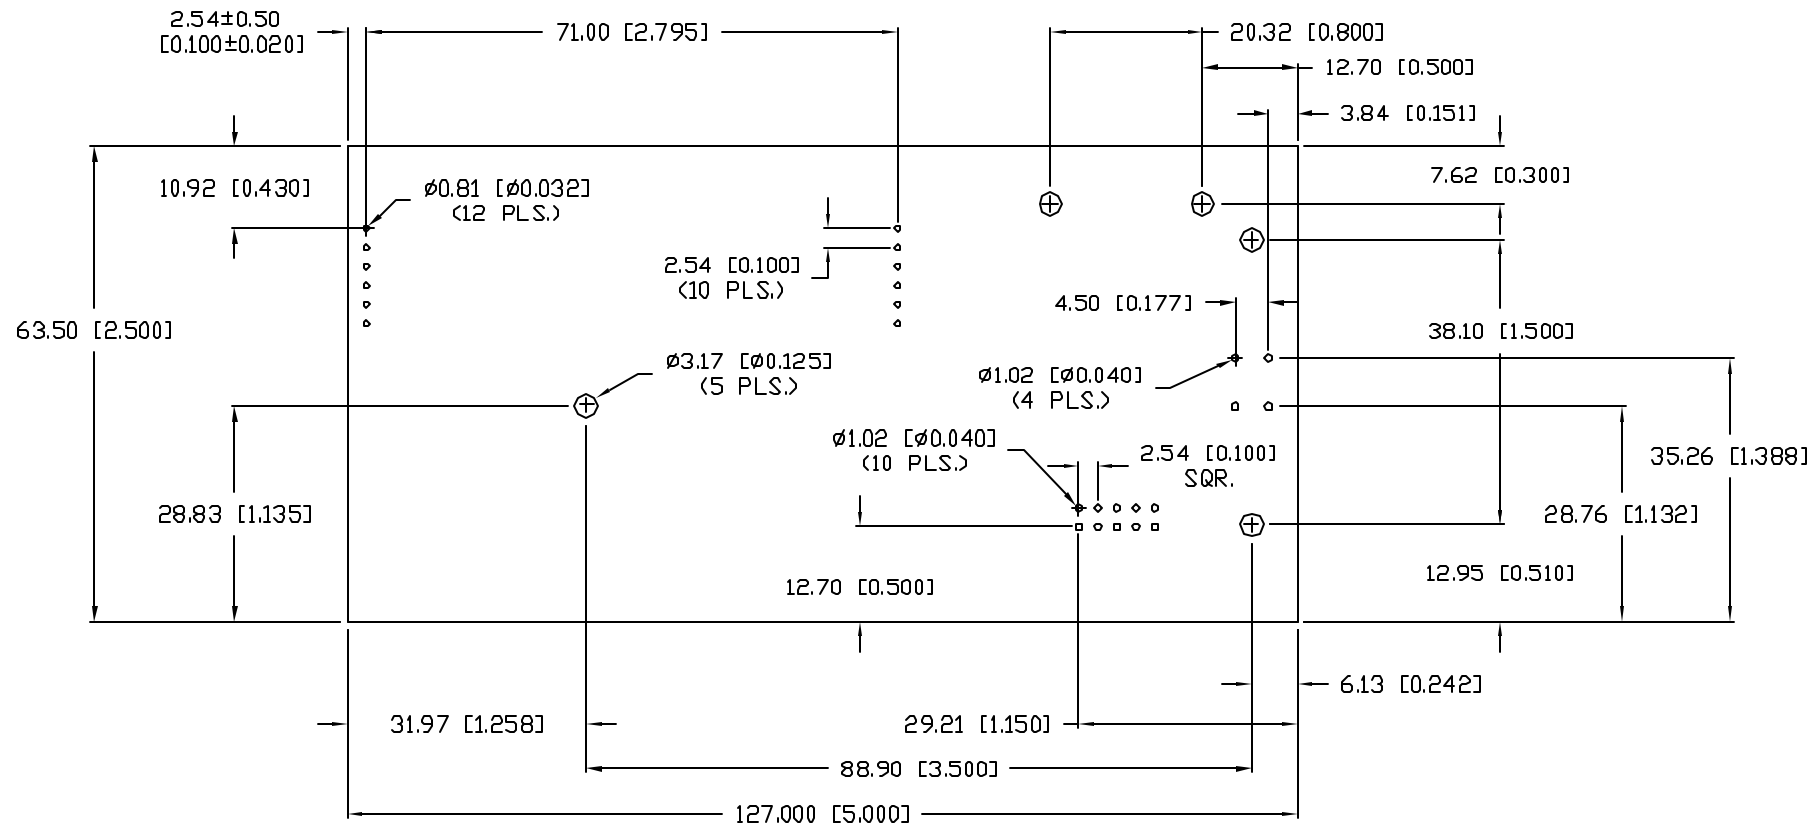 2.54±0.50
[0.100±0.020]
71.00 [2.795]
20.32 [0.800]
12.70 [0.500]
3.84 [0.151]
7.62 [0.300]
10.92 [0.430]
ø0.81 [ø0.032]
(12 PLS.)
2.54 [0.100]
(10 PLS.)
4.50 [0.177]
63.50 [2.500]
38.10 [1.500]
ø3.17 [ø0.125]
(5 PLS.)
ø1.02 [ø0.040]
(4 PLS.)
ø1.02 [ø0.040]
(10 PLS.)
2.54 [0.100]
SQR.
35.26 [1.388]
28.83 [1.135]
28.76 [1.132]
12.70 [0.500]
12.95 [0.510]
6.13 [0.242]
31.97 [1.258]
29.21 [1.150]
88.90 [3.500]
127.000 [5.000]